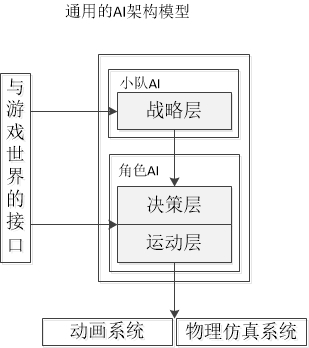 通用的AI架构模型
与游戏世界的接口
小队AI
战略层
角色AI
决策层
运动层
动画系统
物理仿真系统